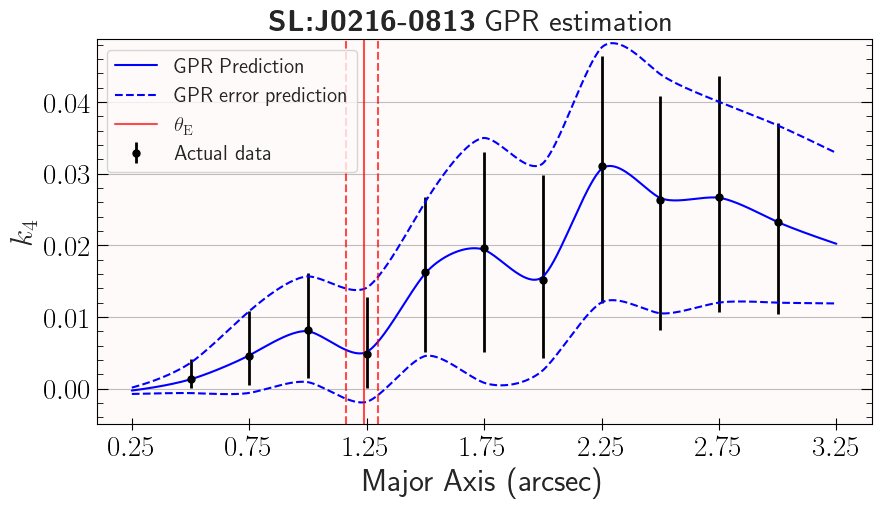 SL:J0216-0813 GPR estimation
GPR Prediction
GPR error prediction
θE
Actual data
k4
0.04
0.03
0.02
0.01
0.00
0.25 0.75 1.25 1.75 2.25 2.75 3.25
Major Axis (arcsec)